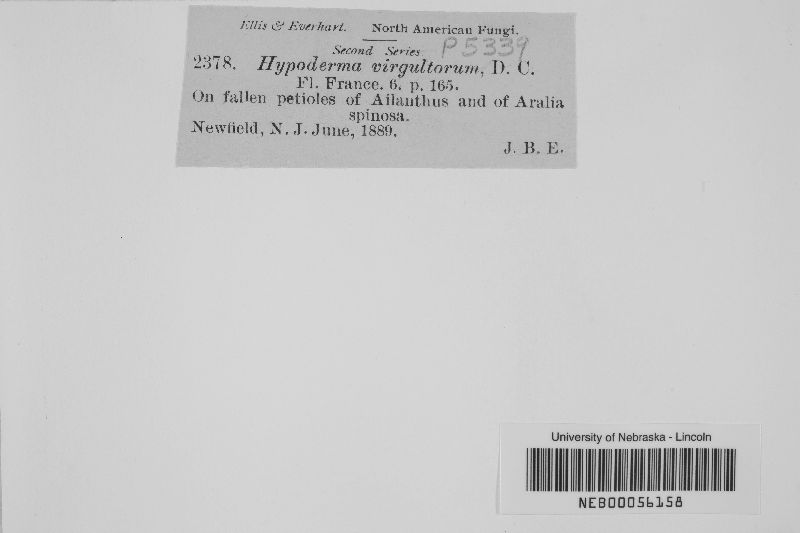 Ellis & Everhart. North American Fungi.
Second Series P5339
2378. Hypoderma virgultorum, D. C.
Fl. France. 6. p. 165.
On fallen petioles of Ailanthus and of Aralia
spinosa.
Newfield, N. J. June, 1889.
J. B. E.
University of Nebraska - Lincoln
NEB00056158